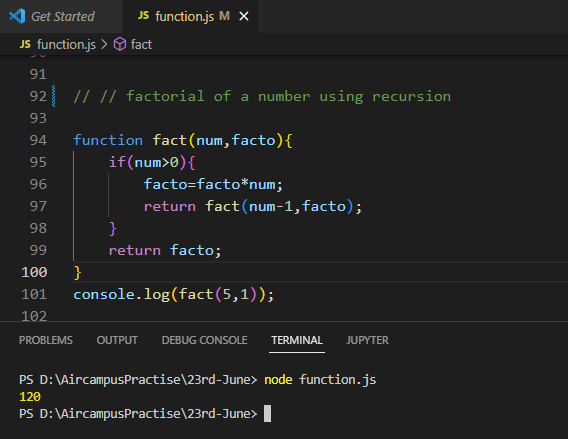 Get Started JS function.js M ×
JS function.js > fact
91
92 // // factorial of a number using recursion
93
94 function fact(num,facto){
95 if(num>0){
96 facto=facto*num;
97 return fact(num-1,facto);
98 }
99 return facto;
100 }
101 console.log(fact(5,1));
102
PROBLEMS OUTPUT DEBUG CONSOLE TERMINAL JUPYTER
PS D:\AircampusPractise\23rd-June> node function.js
120
PS D:\AircampusPractise\23rd-June>